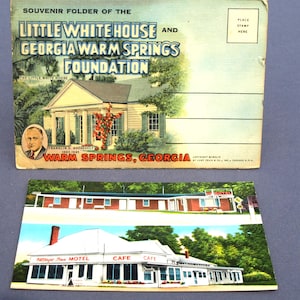 SOUVENIR FOLDER OF THE
LITTLE WHITE HOUSE AND
GEORGIA WARM SPRINGS
FOUNDATION
PLACE
STAMP
HERE
WARM SPRINGS, GEORGIA
MOTEL
CAFE
CAFE